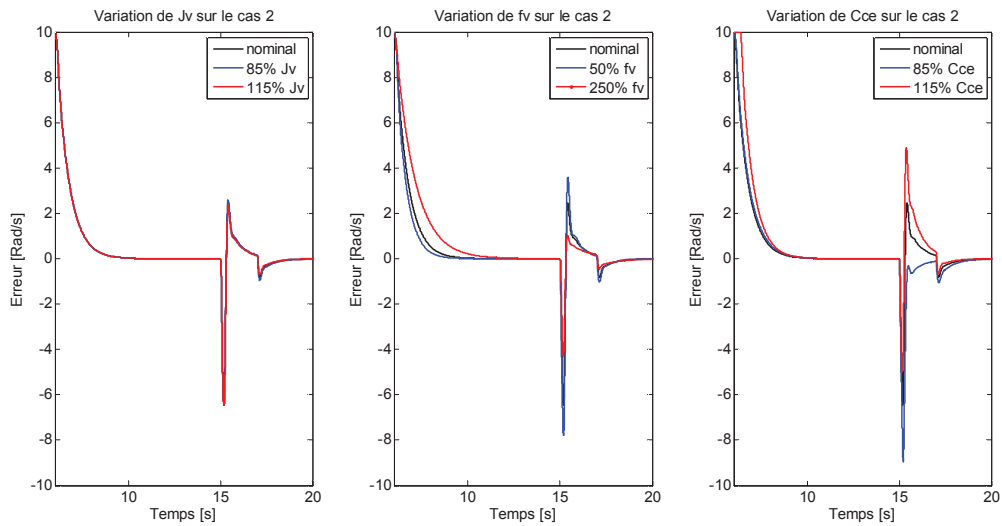 Variation de Jv sur le cas 2
10
8
6
4
2
0
-2
-4
-6
-8
-10
Erreur [Rad/s]
nominal
85% Jv
115% Jv
10
15
20
Temps [s]
Variation de fv sur le cas 2
10
8
6
4
2
0
-2
-4
-6
-8
-10
Erreur [Rad/s]
nominal
50% fv
250% fv
10
15
20
Temps [s]
Variation de Cce sur le cas 2
10
8
6
4
2
0
-2
-4
-6
-8
-10
Erreur [Rad/s]
nominal
85% Cce
115% Cce
10
15
20
Temps [s]